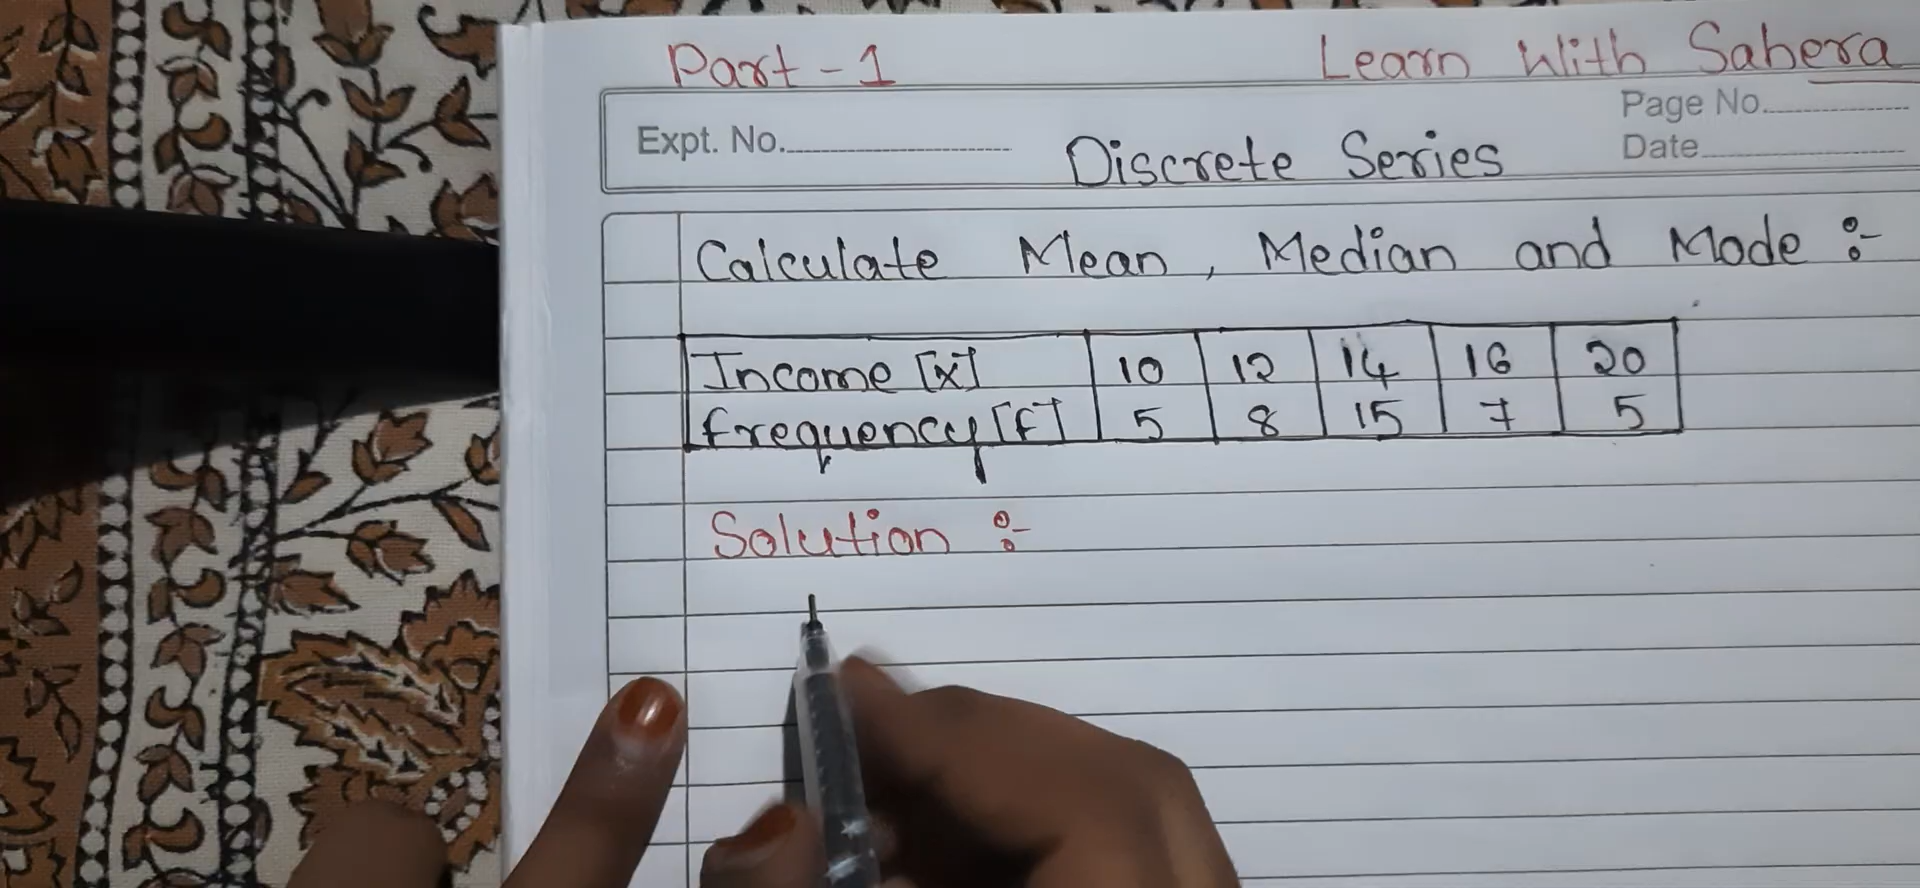 Part - 1 Learn With Sahera
Page No.
Expt. No. Discrete Series Date
Calculate Mean, Median and Mode :-
Income [x] 10 12 14 16 20
frequency [f] 5 8 15 7 5
Solution :-